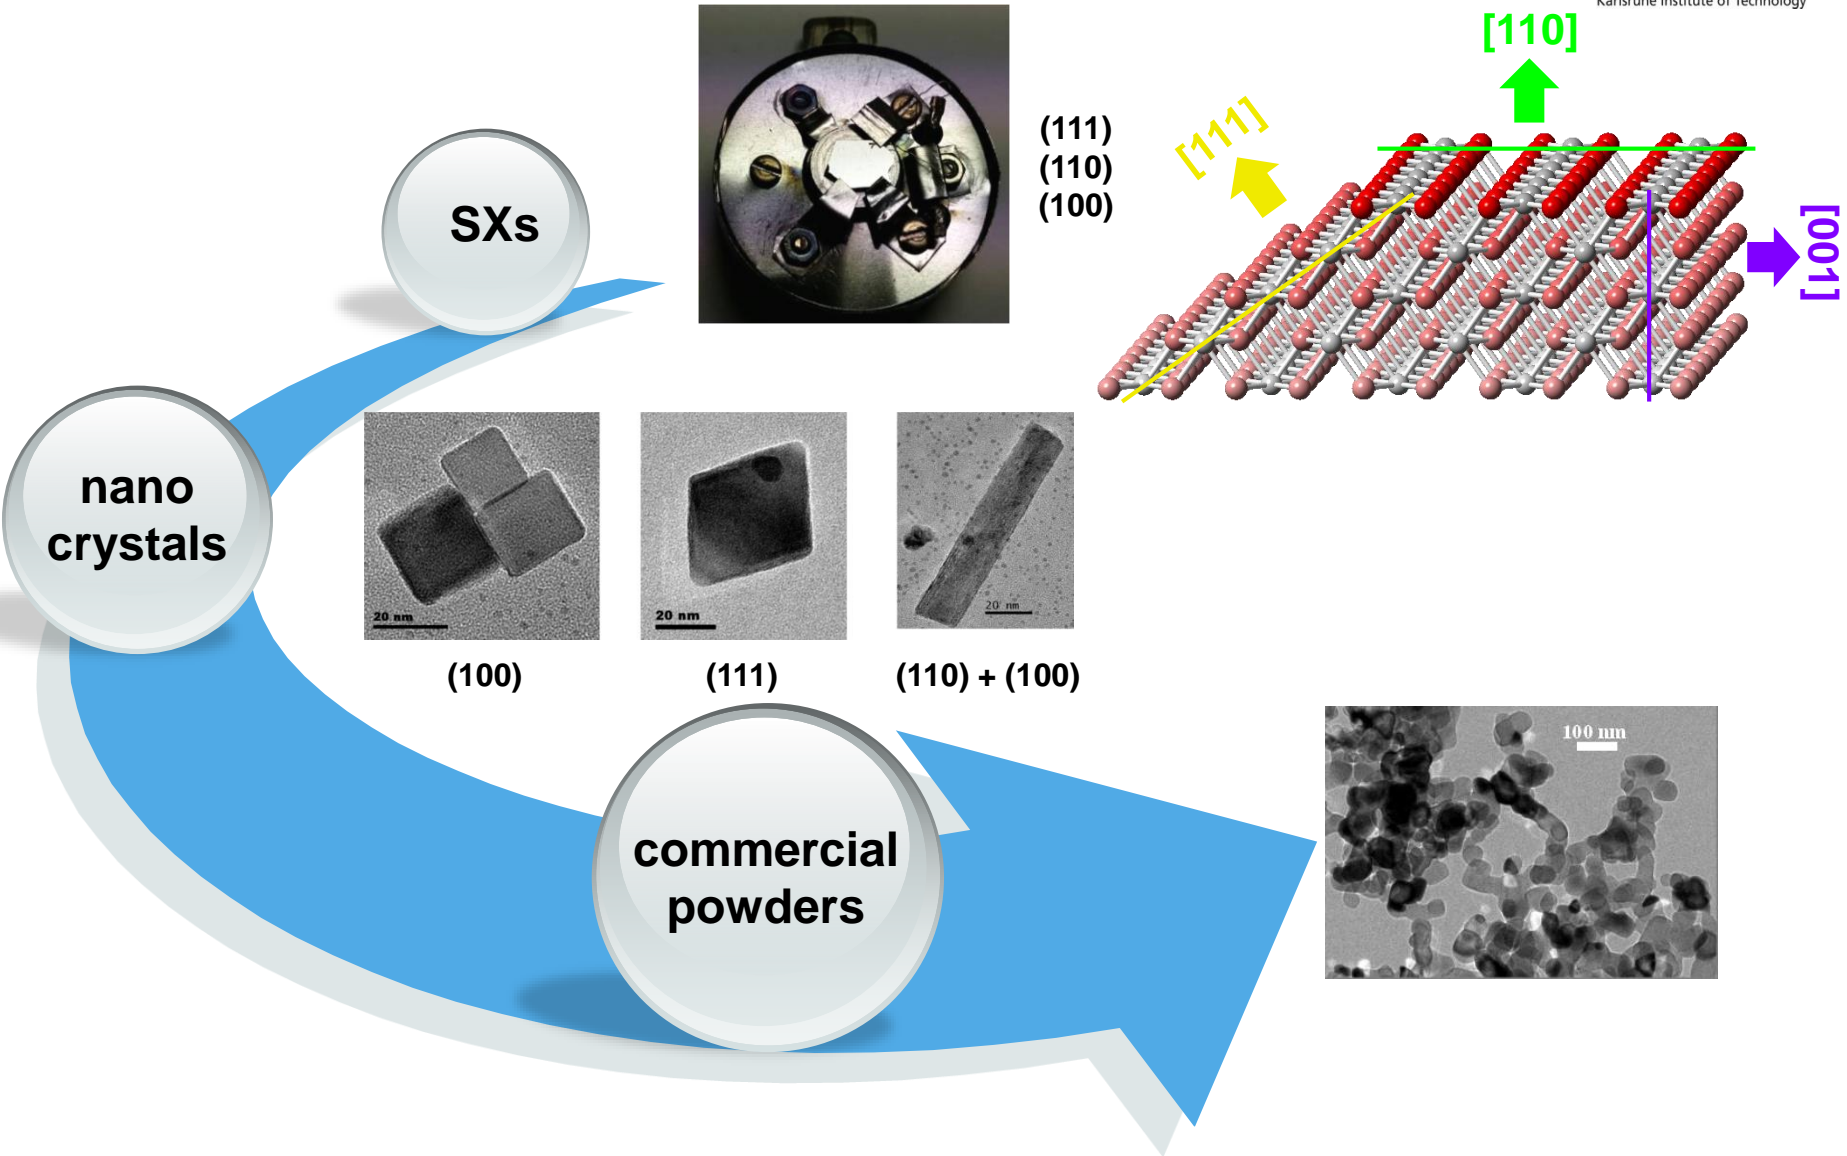 Karlsruhe Institute of Technology
[110]
[111]
(111)
(110)
(100)
[001]
SXs
nano
crystals
20 nm
20 nm
20 nm
(100)
(111)
(110) + (100)
commercial
powders
100 nm